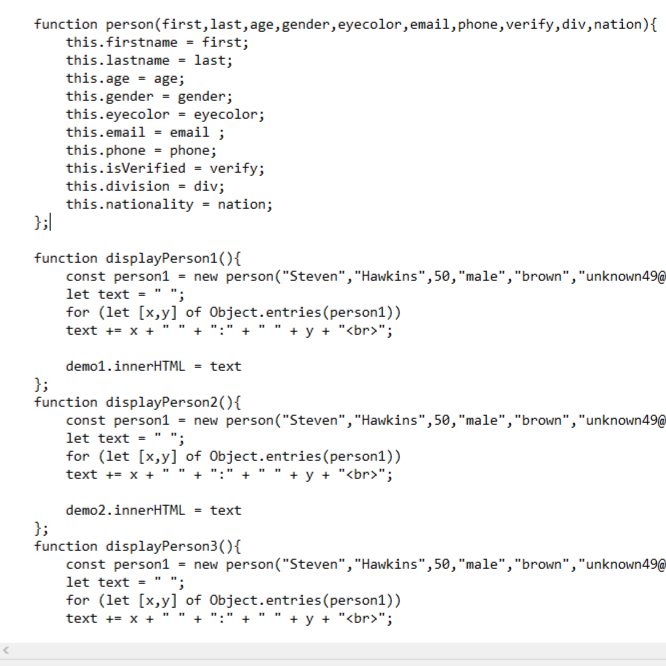 function person(first,last,age,gender,eyecolor,email,phone,verify,div,nation){
    this.firstname = first;
    this.lastname = last;
    this.age = age;
    this.gender = gender;
    this.eyecolor = eyecolor;
    this.email = email ;
    this.phone = phone;
    this.isVerified = verify;
    this.division = div;
    this.nationality = nation;
};
function displayPerson1(){
    const person1 = new person("Steven","Hawkins",50,"male","brown","unknown49@
    let text = " ";
    for (let [x,y] of Object.entries(person1))
    text += x + " " + ":" + " " + y + "<br>";
    demo1.innerHTML = text
};
function displayPerson2(){
    const person1 = new person("Steven","Hawkins",50,"male","brown","unknown49@
    let text = " ";
    for (let [x,y] of Object.entries(person1))
    text += x + " " + ":" + " " + y + "<br>";
    demo2.innerHTML = text
};
function displayPerson3(){
    const person1 = new person("Steven","Hawkins",50,"male","brown","unknown49@
    let text = " ";
    for (let [x,y] of Object.entries(person1))
    text += x + " " + ":" + " " + y + "<br>";